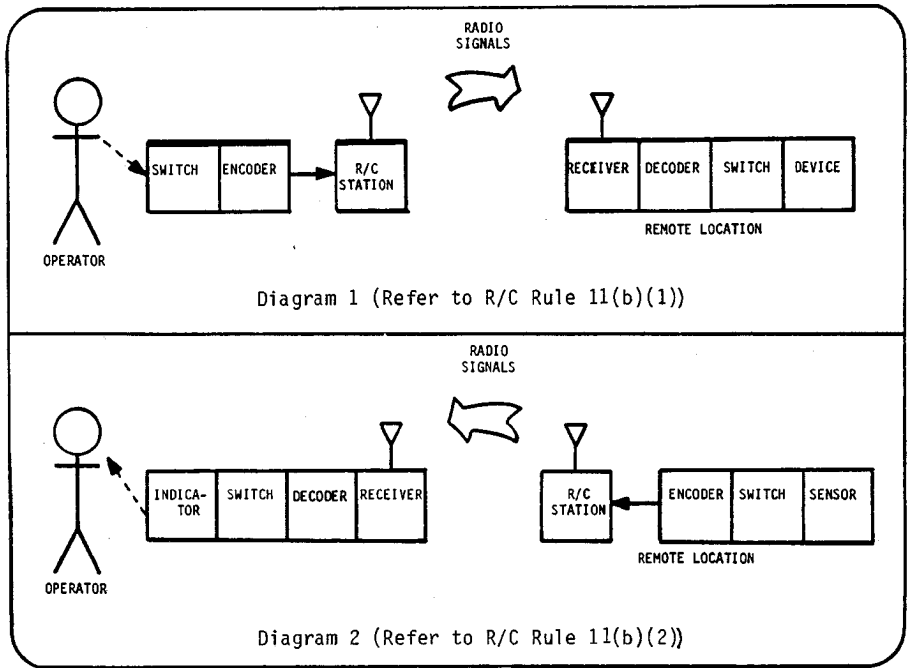 RADIO
SIGNALS
SWITCH
ENCODER
R/C
STATION
RECEIVER
DECODER
SWITCH
DEVICE
REMOTE LOCATION
OPERATOR
Diagram 1 (Refer to R/C Rule 11(b)(1))
RADIO
SIGNALS
INDICA-
TOR
SWITCH
DECODER
RECEIVER
R/C
STATION
ENCODER
SWITCH
SENSOR
REMOTE LOCATION
OPERATOR
Diagram 2 (Refer to R/C Rule 11(b)(2))